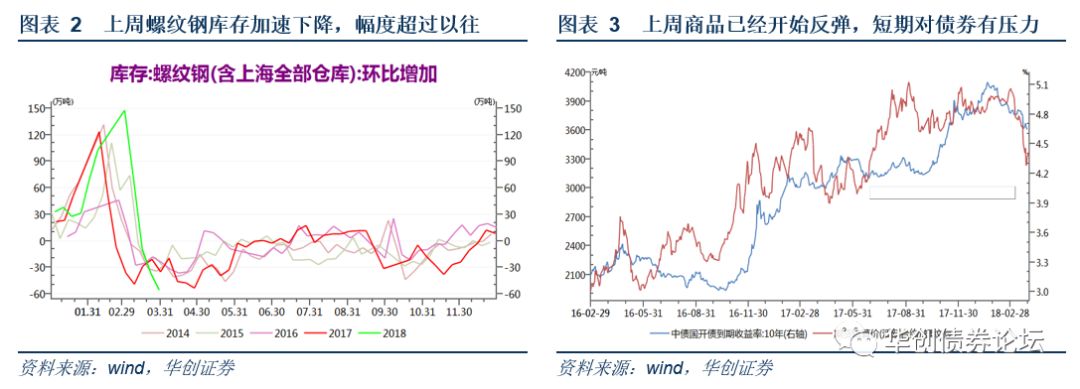 图表 2 上周螺纹钢库存加速下降，幅度超过以往
库存:螺纹钢(含上海全部仓库):环比增加
(万吨) (万吨)
150 150
120 120
90 90
60 60
30 30
0 0
-30 -30
-60 -60
01.31 02.29 03.31 04.30 05.31 06.30 07.31 08.31 09.30 10.31 11.30
2014 2015 2016 2017 2018
资料来源：wind，华创证券
图表 3 上周商品已经开始反弹，短期对债券有压力
元/吨 %
4200 5.1
3900 4.8
3600 4.5
3300 4.2
3000 3.9
2700 3.6
2400 3.3
2100 3.0
16-02-29 16-05-31 16-08-31 16-11-30 17-02-28 17-05-31 17-08-31 17-11-30 18-02-28
中债国开债到期收益率:10年(右轴)
华创债券论坛
资料来源：wind，华创证券